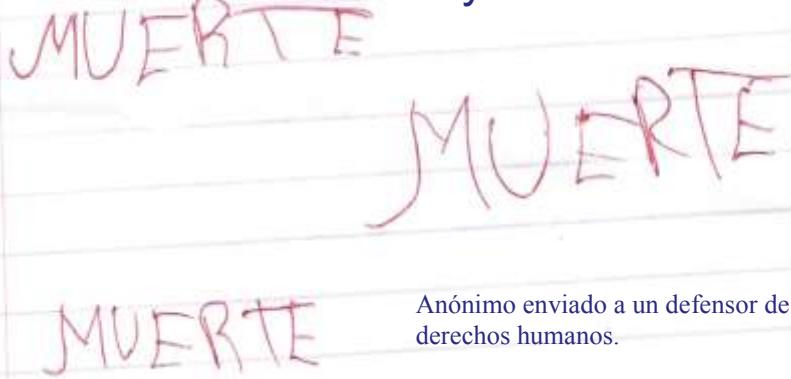 MUERTE
MUERTE
MUERTE
Anónimo enviado a un defensor de
derechos humanos.